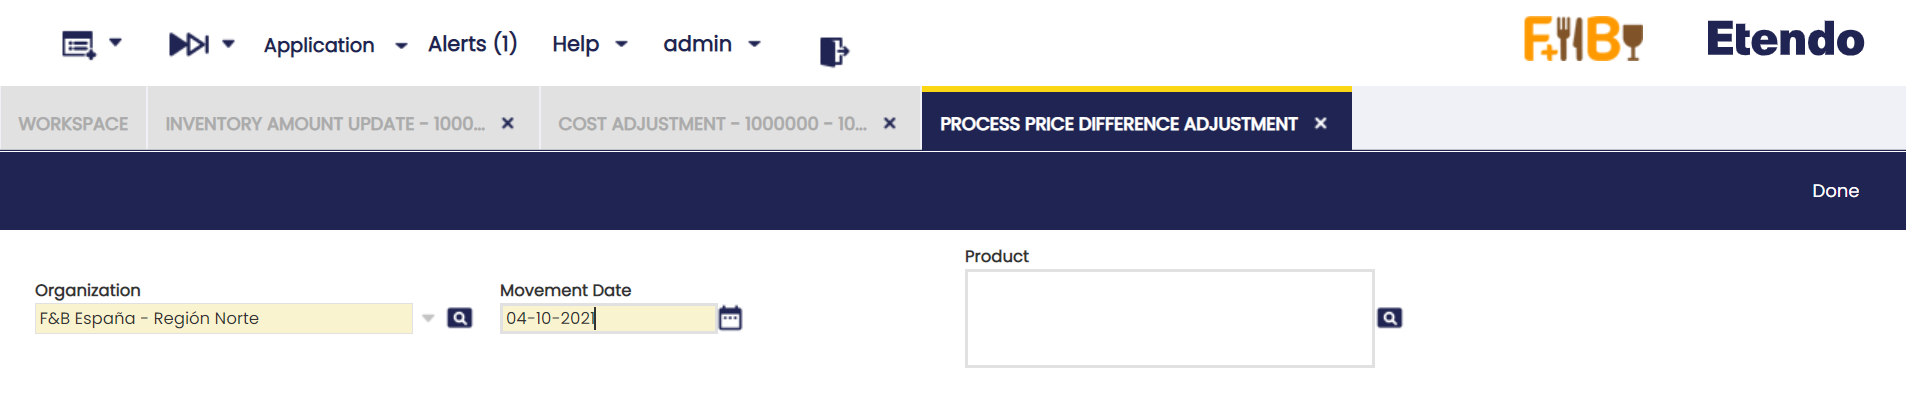 Application Alerts (1) Help admin F+B Etendo
WORKSPACE INVENTORY AMOUNT UPDATE - 1000... COST ADJUSTMENT - 1000000 - 10... PROCESS PRICE DIFFERENCE ADJUSTMENT
Done
Product
Organization Movement Date
F&B España - Región Norte 04-10-2021